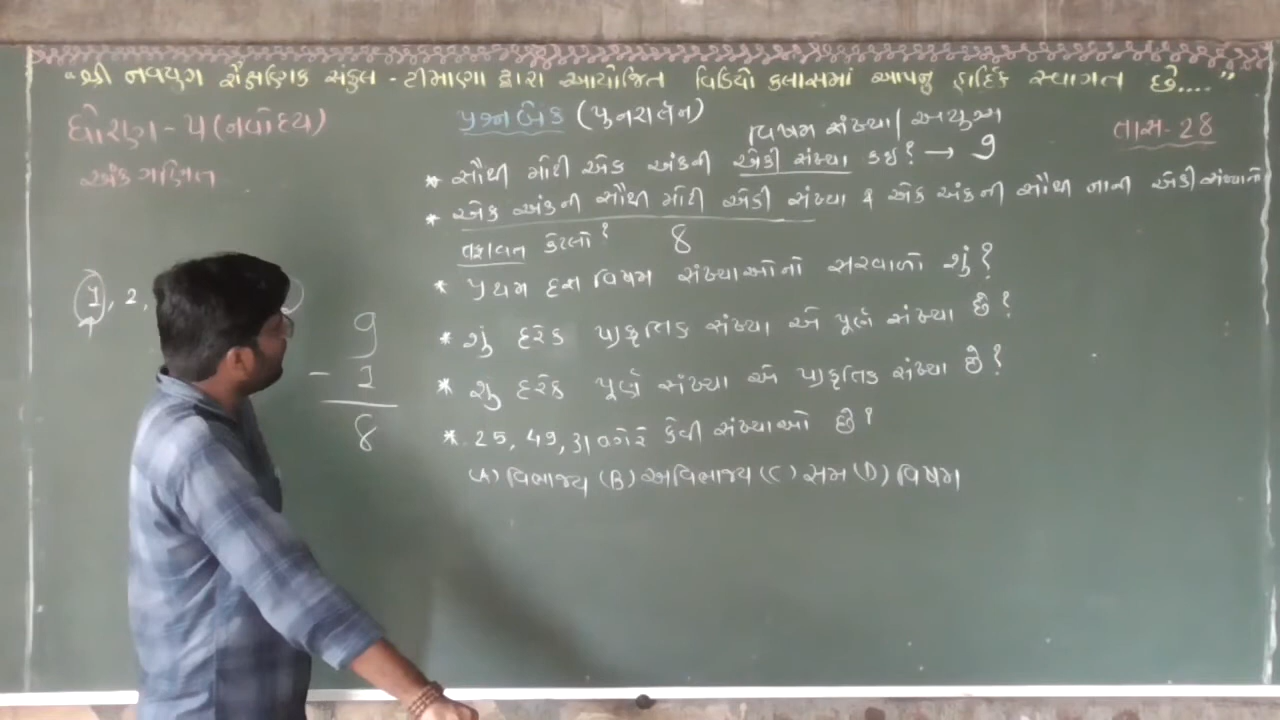 "શ્રી નવયુગ શૈક્ષણિક સંકુલ - ટીમાણા દ્વારા આયોજિત વિડિયો ક્લાસમાં આપનુ હાર્દિક સ્વાગત છે...."
ધોરણ - ૫ (નવોદય)
અંક ગણિત
પ્રશ્ન બેંક (પુનરાવર્તન)
તાસ - 28
વિષમ સંખ્યા | અયુગ્મ
* સૌથી મોટી એક અંકની એકી સંખ્યા કઇ? → 9
* એક અંકની સૌથી મોટી એકી સંખ્યા ને એક અંકની સૌથી નાની એકી સંખ્યાનો
તફાવત કેટલો? 8
* પ્રથમ દસ વિષમ સંખ્યાઓનો સરવાળો શું?
* શું દરેક પ્રાકૃતિક સંખ્યા એ પૂર્ણ સંખ્યા છે?
* શું દરેક પૂર્ણ સંખ્યા એ પ્રાકૃતિક સંખ્યા છે?
* 25, 49, 31 વગેરે કેવી સંખ્યાઓ છે?
(A) વિભાજ્ય (B) અવિભાજ્ય (C) સમ (D) વિષમ
1, 2,
9
- 1
8